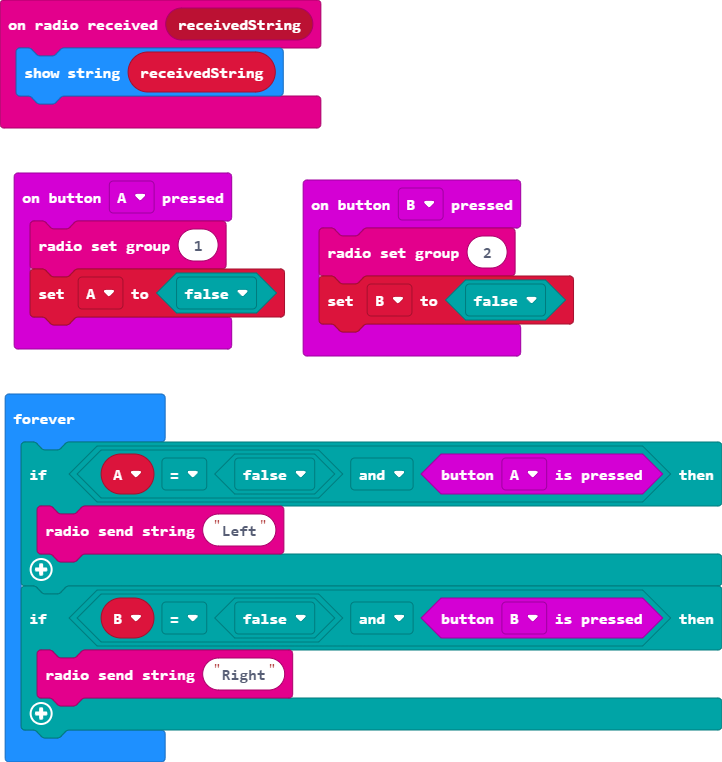 on radio received receivedString
show string receivedString
on button A pressed
radio set group 1
set A to false
on button B pressed
radio set group 2
set B to false
forever
if A = false and button A is pressed then
radio send string "Left"
if B = false and button B is pressed then
radio send string "Right"